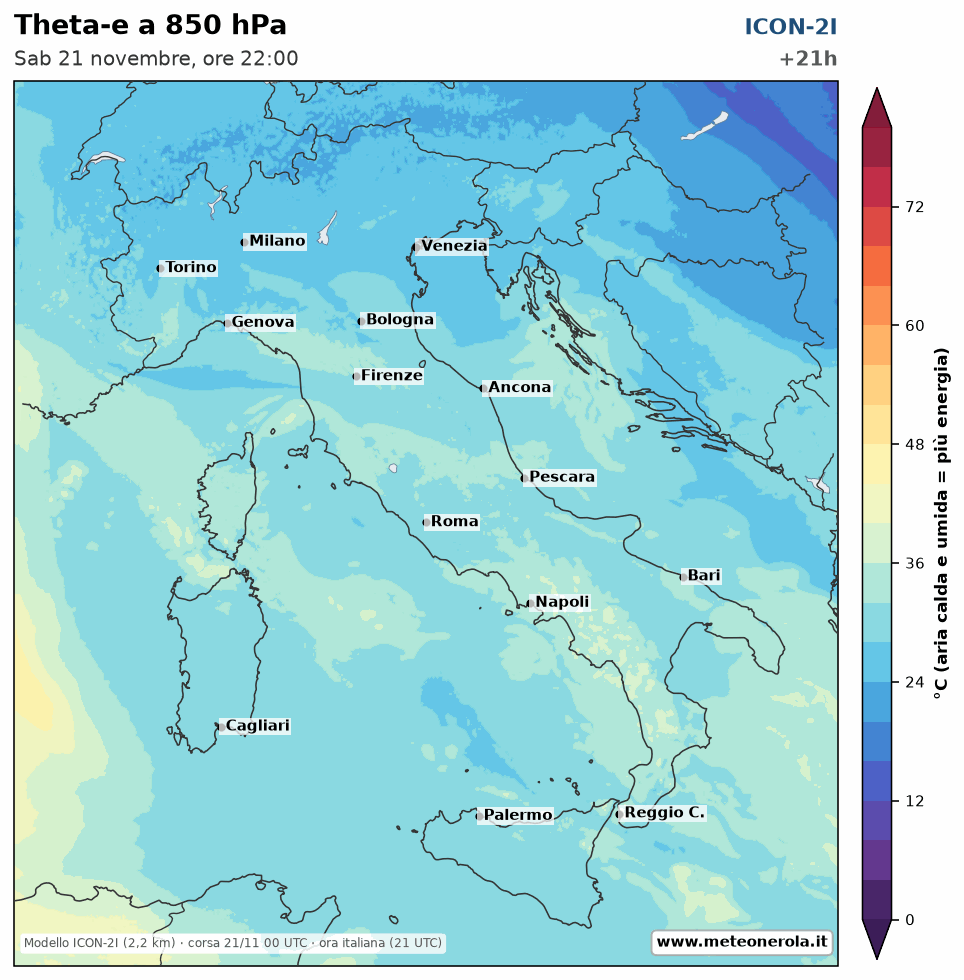 Theta-e a 850 hPa
ICON-2I
Sab 21 novembre, ore 22:00
+21h
Milano
Venezia
Torino
Genova
Bologna
Firenze
Ancona
Pescara
Roma
Bari
Napoli
Cagliari
Palermo
Reggio C.
72
60
48
36
24
12
0
°C (aria calda e umida = più energia)
Modello ICON-2I (2,2 km) · corsa 21/11 00 UTC · ora italiana (21 UTC)
www.meteonerola.it